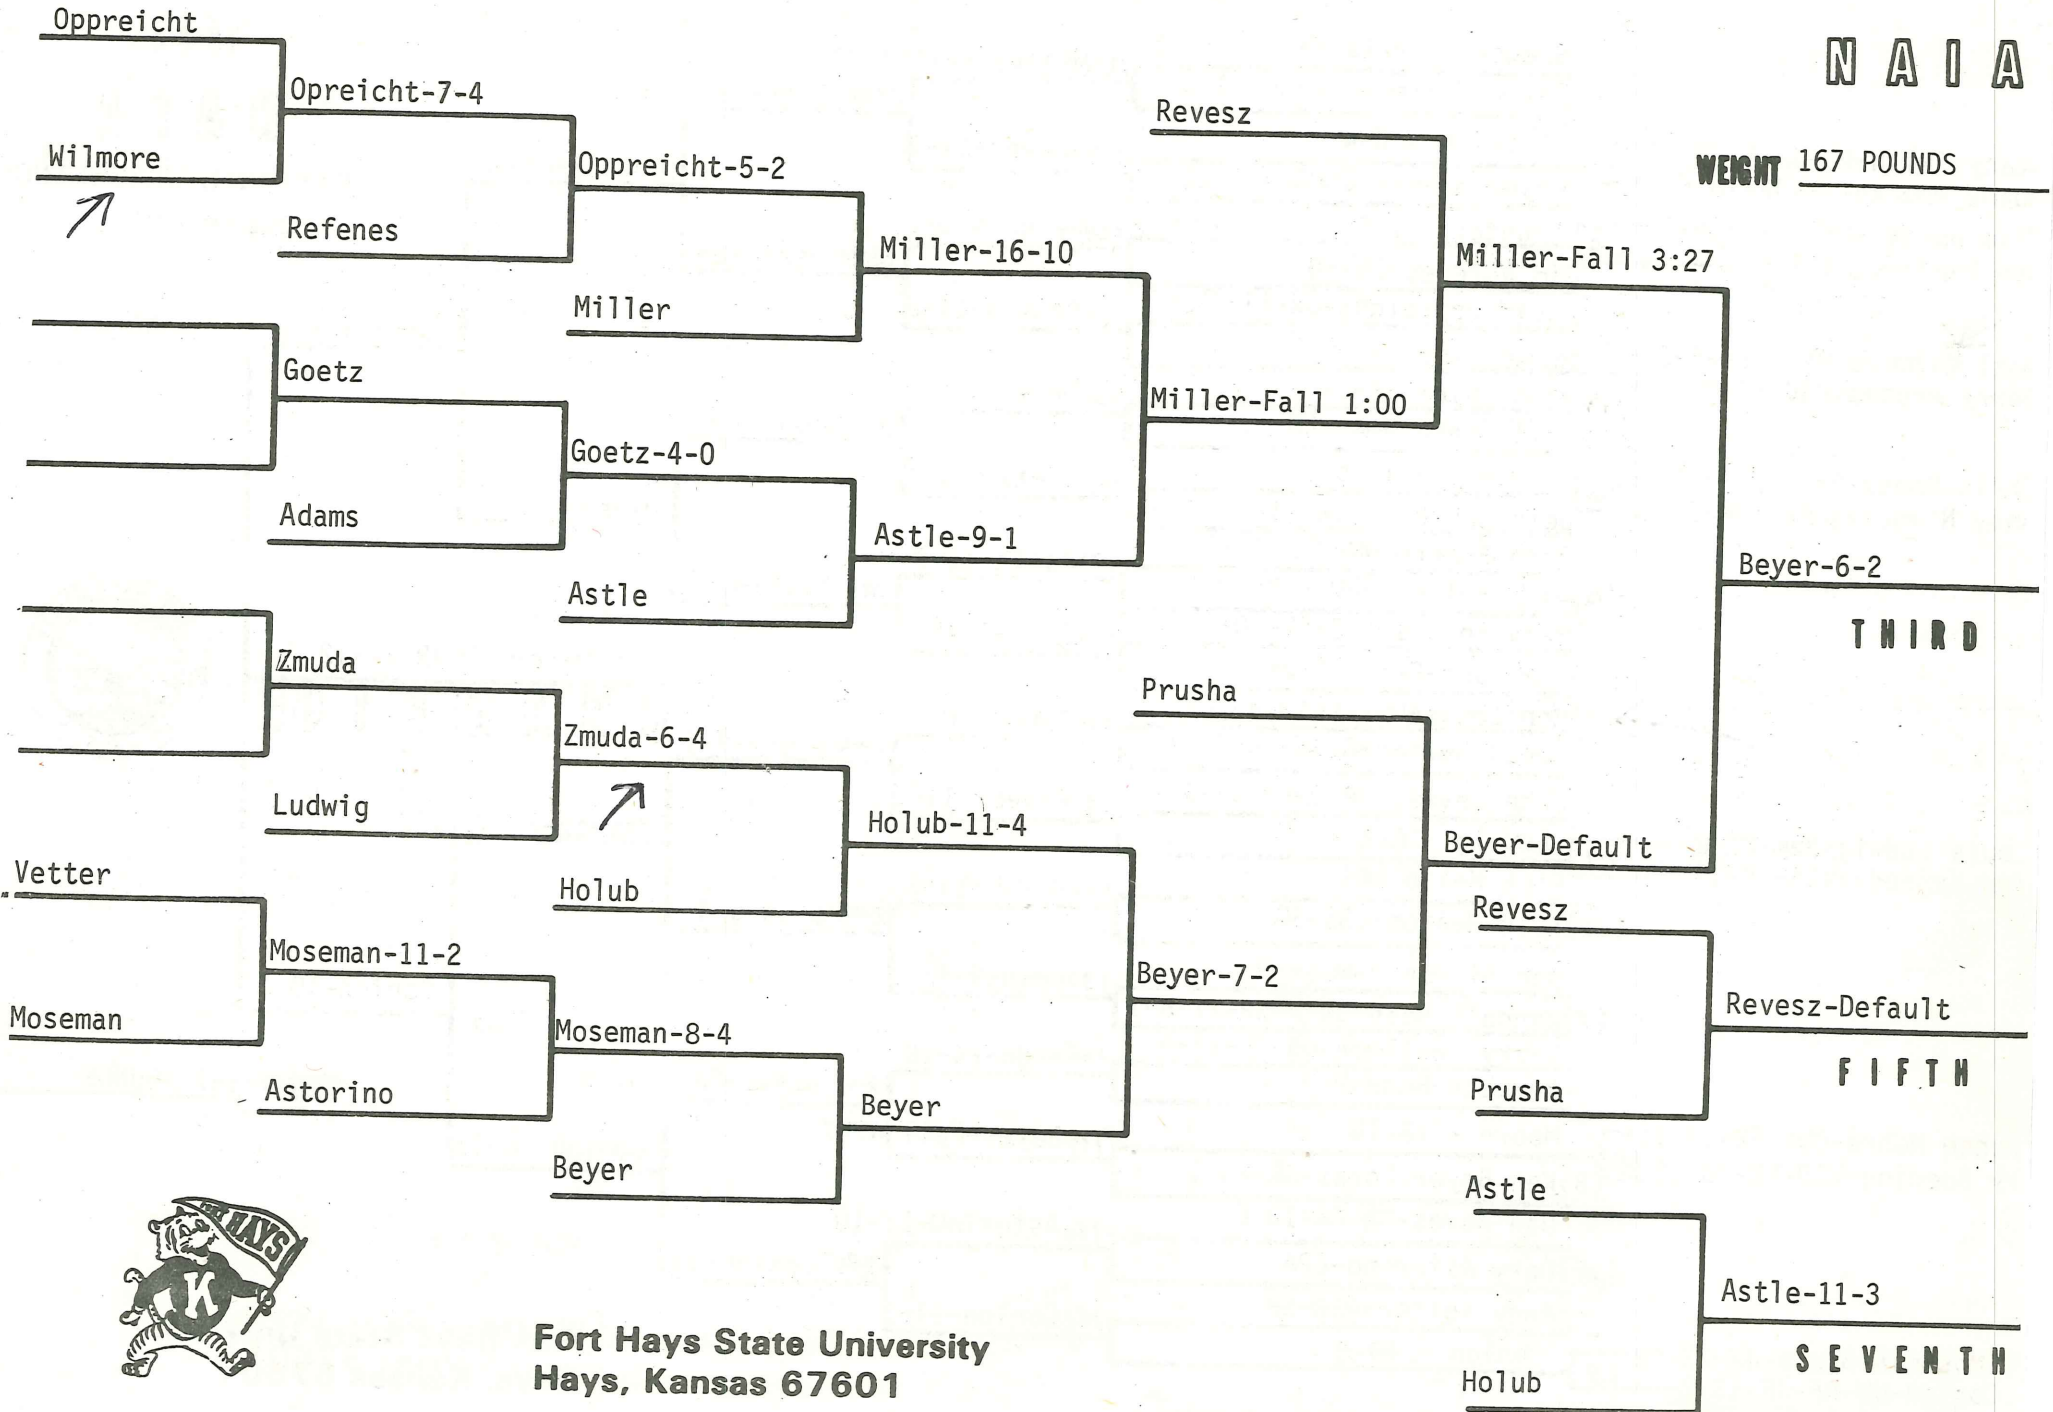 Oppreicht
NAIA
Opreicht-7-4
Revesz
Wilmore
Oppreicht-5-2
WEIGHT 167 POUNDS
Refenes
Miller-16-10
Miller-Fall 3:27
Miller
Goetz
Miller-Fall 1:00
Goetz-4-0
Adams
Astle-9-1
Beyer-6-2
Astle
THIRD
Zmuda
Prusha
Zmuda-6-4
Ludwig
Holub-11-4
Beyer-Default
Vetter
Holub
Revesz
Moseman-11-2
Beyer-7-2
Moseman
Moseman-8-4
Revesz-Default
FIFTH
Astorino
Beyer
Prusha
Beyer
Astle
HAYS
K
Astle-11-3
Fort Hays State University
SEVENTH
Hays, Kansas 67601
Holub